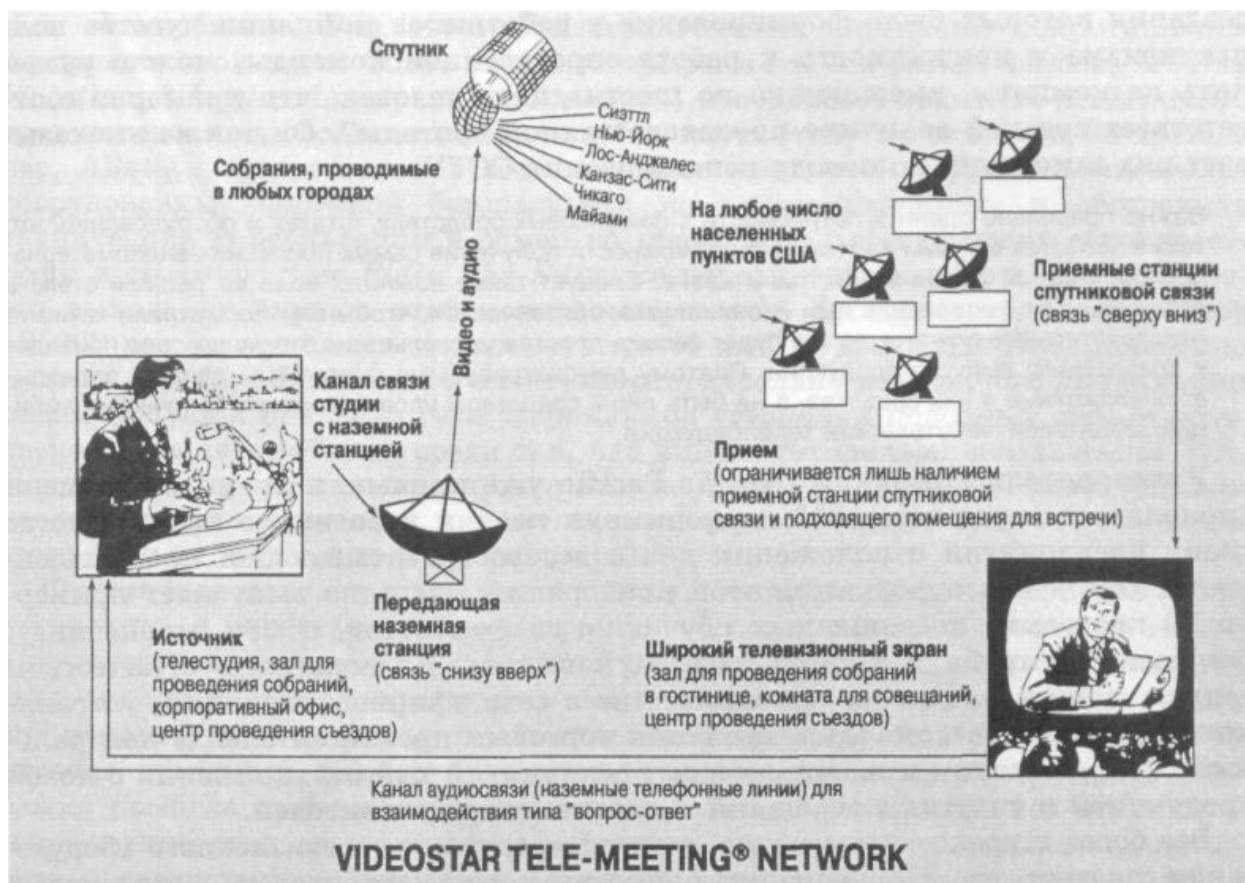 Спутник
Сиэттл
Нью-Йорк
Лос-Анджелес
Канзас-Сити
Чикаго
Майами
Собрания, проводимые
в любых городах
Видео и аудио
На любое число
населенных
пунктов США
Приемные станции
спутниковой связи
(связь "сверху вниз")
Канал связи
студии
с наземной
станцией
Прием
(ограничивается лишь наличием
приемной станции спутниковой
связи и подходящего помещения для встречи)
Передающая
наземная
станция
(связь "снизу вверх")
Источник
(телестудия, зал для
проведения собраний,
корпоративный офис,
центр проведения съездов)
Широкий телевизионный экран
(зал для проведения собраний
в гостинице, комната для совещаний,
центр проведения съездов)
Канал аудиосвязи (наземные телефонные линии) для
взаимодействия типа "вопрос-ответ"
VIDEOSTAR TELE-MEETING® NETWORK